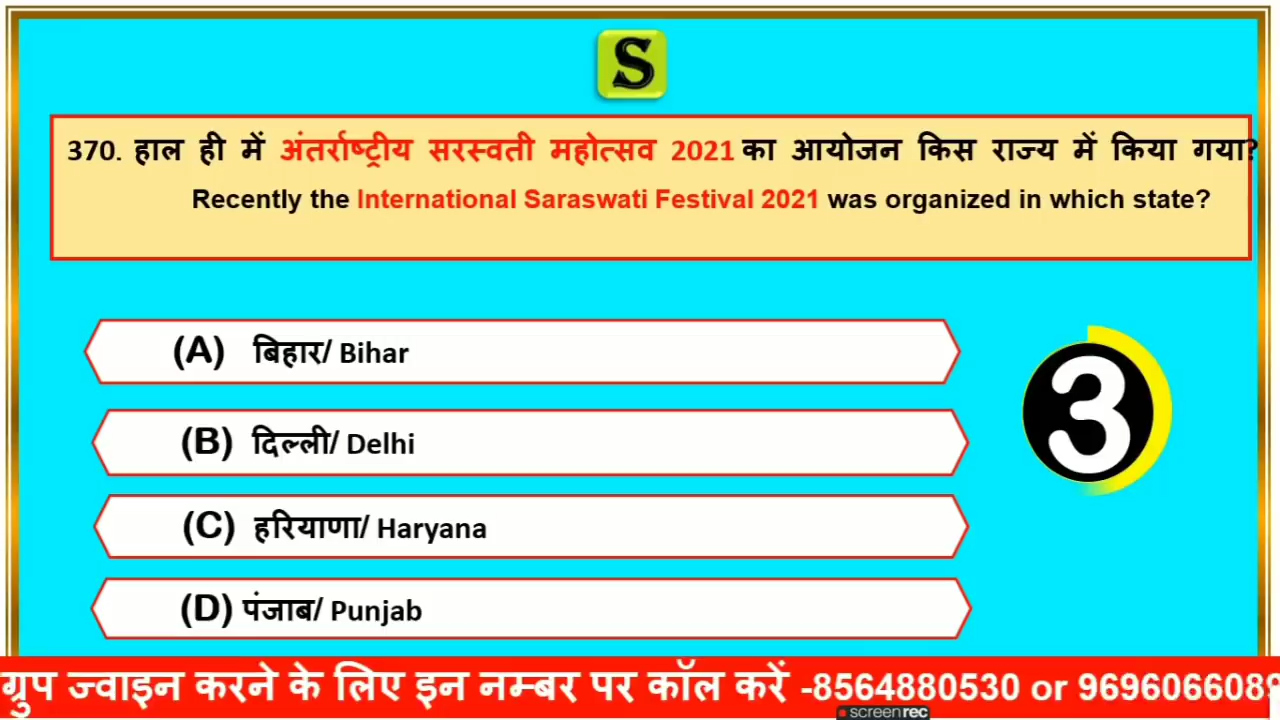 S
370. हाल ही में अंतर्राष्ट्रीय सरस्वती महोत्सव 2021 का आयोजन किस राज्य में किया गया?
Recently the International Saraswati Festival 2021 was organized in which state?
(A) बिहार/ Bihar
3
(B) दिल्ली/ Delhi
(C) हरियाणा/ Haryana
(D) पंजाब/ Punjab
ग्रुप ज्वाइन करने के लिए इन नम्बर पर कॉल करें -8564880530 or 9696066089
screenrec